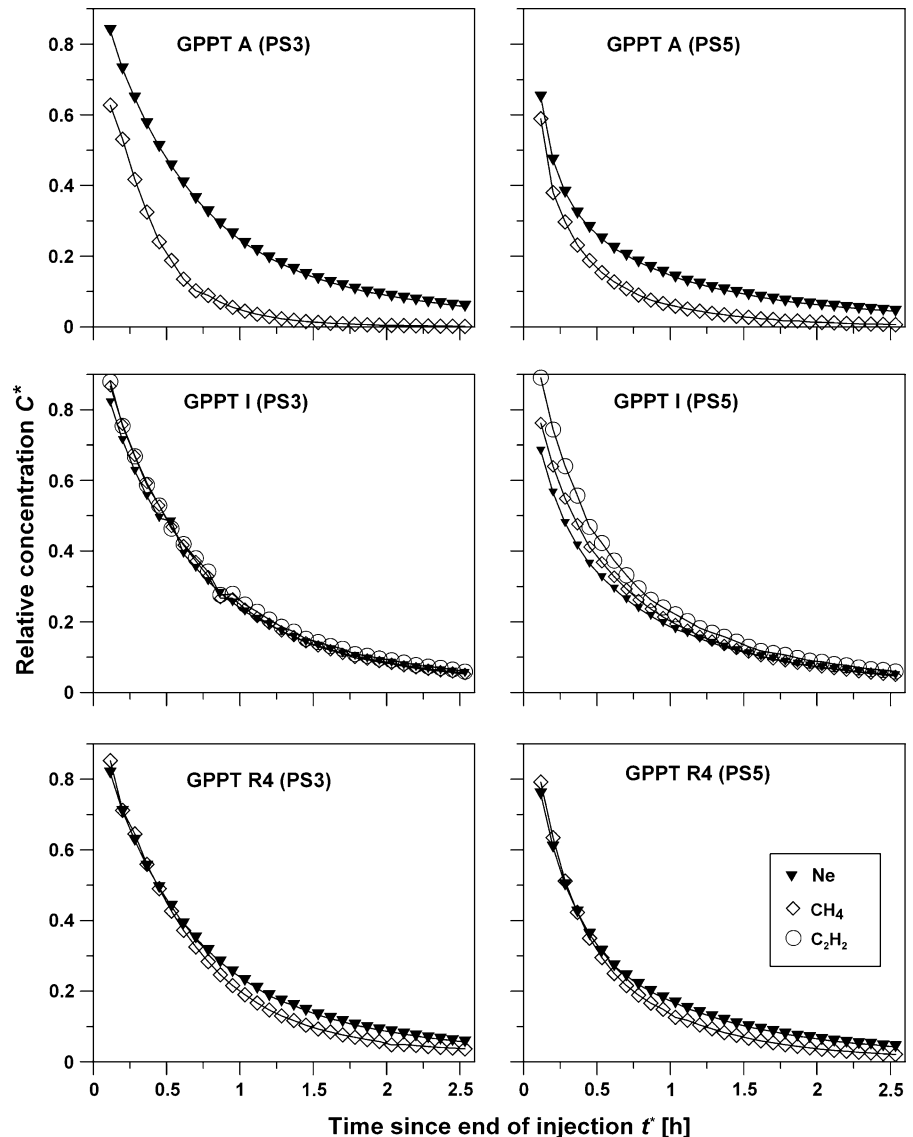 GPPT A (PS3)
GPPT A (PS5)
0.8
0.6
0.4
0.2
0
GPPT I (PS3)
GPPT I (PS5)
0.8
0.6
0.4
0.2
0
Relative concentration C*
GPPT R4 (PS3)
GPPT R4 (PS5)
0.8
0.6
0.4
0.2
0
Ne
CH₄
C₂H₂
0 0.5 1 1.5 2 2.5
0 0.5 1 1.5 2 2.5
Time since end of injection t* [h]